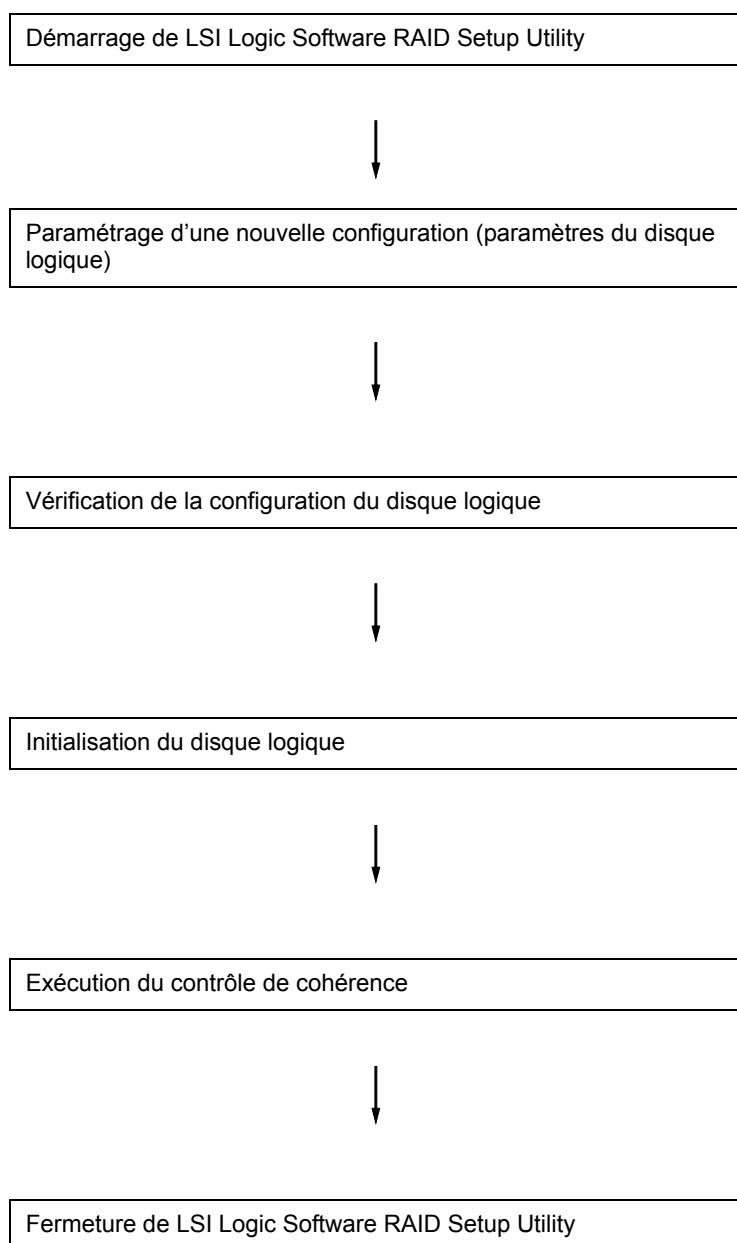 Démarrage de LSI Logic Software RAID Setup Utility
Paramétrage d’une nouvelle configuration (paramètres du disque
logique)
Vérification de la configuration du disque logique
Initialisation du disque logique
Exécution du contrôle de cohérence
Fermeture de LSI Logic Software RAID Setup Utility